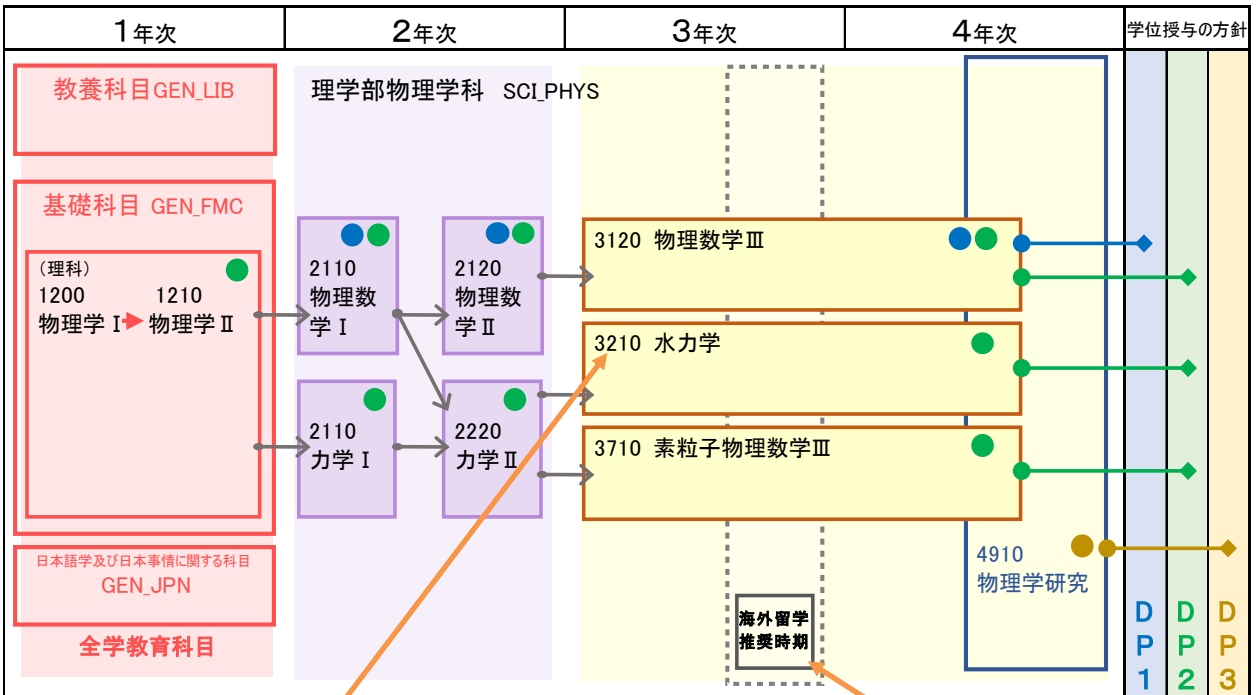 1年次
2年次
3年次
4年次
学位授与の方針
教養科目GEN_LIB
理学部物理学科 SCI_PHYS
基礎科目 GEN_FMC
(理科)
1200
物理学Ⅰ
1210
物理学Ⅱ
2110
物理数
学Ⅰ
2120
物理数
学Ⅱ
3120 物理数学Ⅲ
3210 水力学
2110
力学Ⅰ
2220
力学Ⅱ
3710 素粒子物理数学Ⅲ
日本語学及び日本事情に関する科目
GEN_JPN
全学教育科目
海外留学
推奨時期
4910
物理学研究
DP1
DP2
DP3